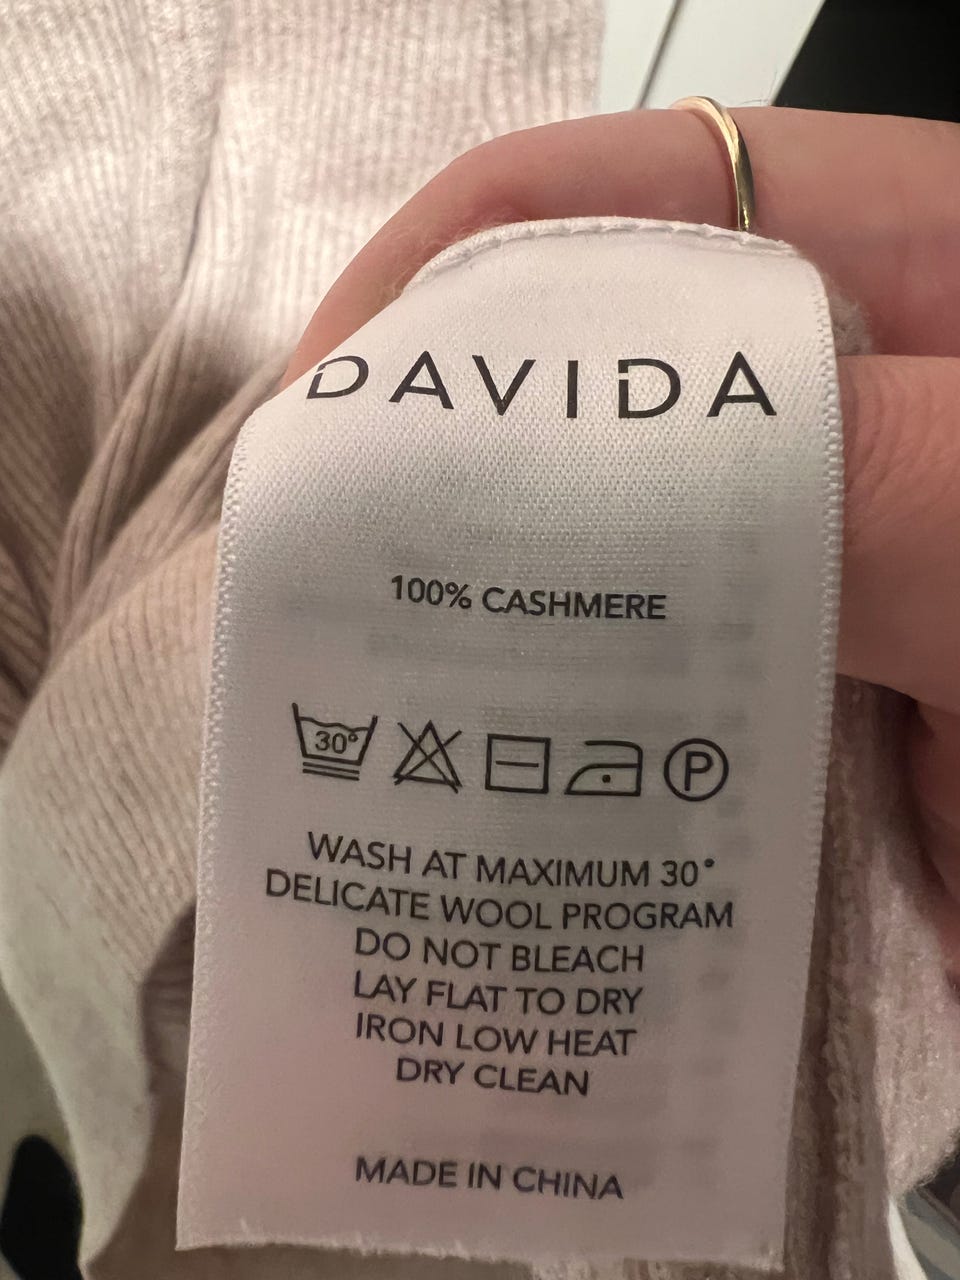 DAVIDA
100% CASHMERE
30° P
WASH AT MAXIMUM 30°
DELICATE WOOL PROGRAM
DO NOT BLEACH
LAY FLAT TO DRY
IRON LOW HEAT
DRY CLEAN
MADE IN CHINA